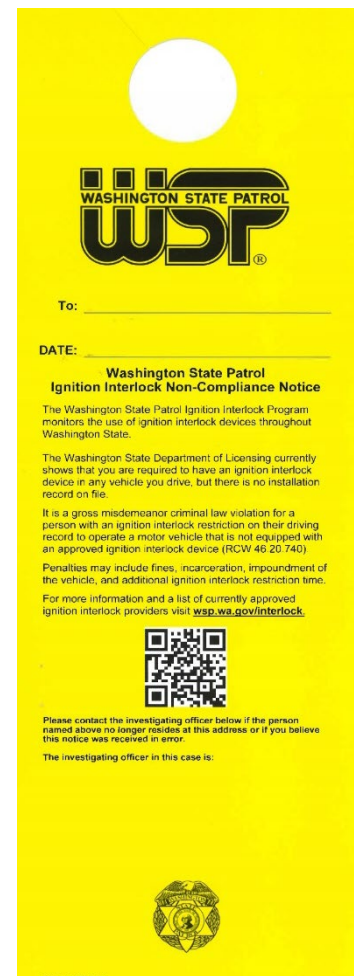 WASHINGTON STATE PATROL
WSP
®
To:
DATE:
Washington State Patrol
Ignition Interlock Non-Compliance Notice
The Washington State Patrol Ignition Interlock Program
monitors the use of ignition interlock devices throughout
Washington State.
The Washington State Department of Licensing currently
shows that you are required to have an ignition interlock
device in any vehicle you drive, but there is no installation
record on file.
It is a gross misdemeanor criminal law violation for a
person with an ignition interlock restriction on their driving
record to operate a motor vehicle that is not equipped with
an approved ignition interlock device (RCW 46.20.740).
Penalties may include fines, incarceration, impoundment of
the vehicle, and additional ignition interlock restriction time.
For more information and a list of currently approved
ignition interlock providers visit wsp.wa.gov/interlock.
Please contact the investigating officer below if the person
named above no longer resides at this address or if you believe
this notice was received in error.
The investigating officer in this case is: